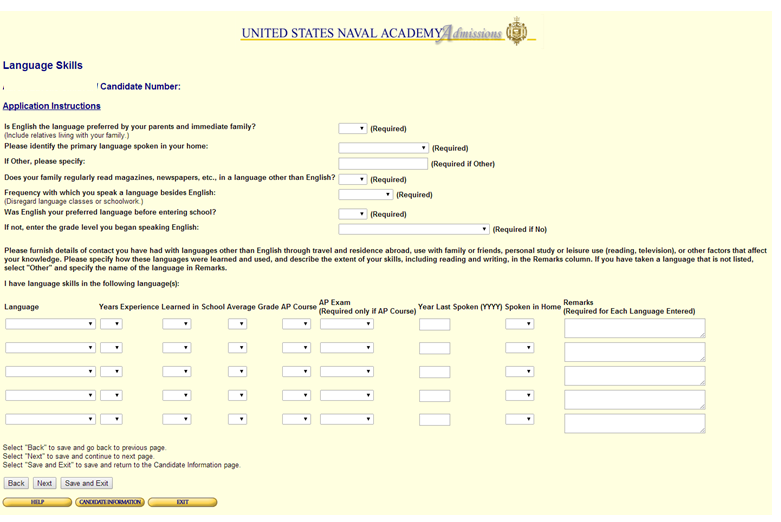 UNITED STATES NAVAL ACADEMY Admissions
Language Skills
Candidate Number:
Application Instructions
Is English the language preferred by your parents and immediate family? (Required)
(Include relatives living with your family.)
Please identify the primary language spoken in your home: (Required)
If Other, please specify: (Required if Other)
Does your family regularly read magazines, newspapers, etc., in a language other than English? (Required)
Frequency with which you speak a language besides English: (Required)
(Disregard language classes or schoolwork.)
Was English your preferred language before entering school? (Required)
If not, enter the grade level you began speaking English: (Required if No)
Please furnish details of contact you have had with languages other than English through travel and residence abroad, use with family or friends, personal study or leisure use (reading, television), or other factors that affect
your knowledge. Please specify how these languages were learned and used, and describe the extent of your skills, including reading and writing, in the Remarks column. If you have taken a language that is not listed,
select "Other" and specify the name of the language in Remarks.
I have language skills in the following language(s):
Language Years Experience Learned in School Average Grade AP Course AP Exam (Required only if AP Course) Year Last Spoken (YYYY) Spoken in Home Remarks (Required for Each Language Entered)
Select "Back" to save and go back to previous page.
Select "Next" to save and continue to next page.
Select "Save and Exit" to save and return to the Candidate Information page.
Back Next Save and Exit
HELP CANDIDATE INFORMATION EXIT